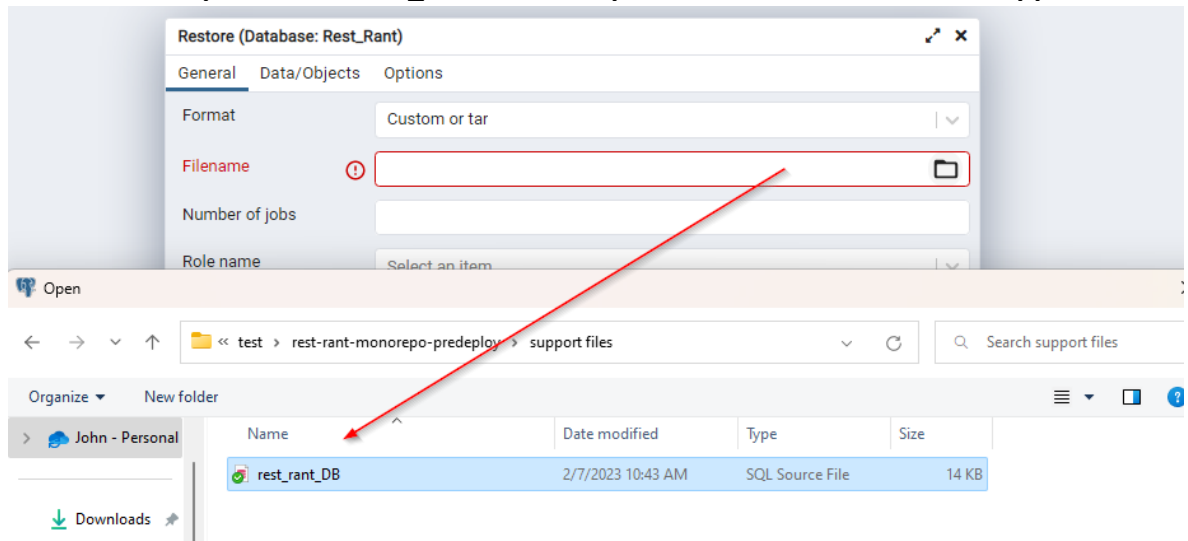 Restore (Database: Rest_Rant)
General Data/Objects Options
Format Custom or tar
Filename
Number of jobs
Role name Select an item
Open
« test › rest-rant-monorepo-predeploy › support files Search support files
Organize New folder
John - Personal Name Date modified Type Size
rest_rant_DB 2/7/2023 10:43 AM SQL Source File 14 KB
Downloads